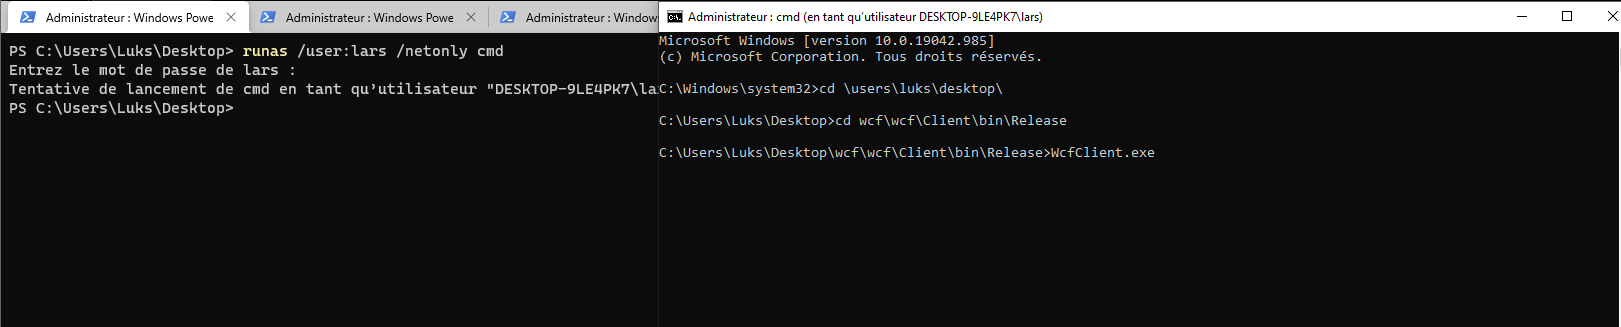 Administrateur : Windows Powe
Administrateur : Windows Powe
Administrateur : Windows
PS C:\Users\Luks\Desktop> runas /user:lars /netonly cmd
Entrez le mot de passe de lars :
Tentative de lancement de cmd en tant qu’utilisateur "DESKTOP-9LE4PK7\la
PS C:\Users\Luks\Desktop>
Administrateur : cmd (en tant qu’utilisateur DESKTOP-9LE4PK7\lars)
Microsoft Windows [version 10.0.19042.985]
(c) Microsoft Corporation. Tous droits réservés.
C:\Windows\system32>cd \users\luks\desktop\
C:\Users\Luks\Desktop>cd wcf\wcf\Client\bin\Release
C:\Users\Luks\Desktop\wcf\wcf\Client\bin\Release>WcfClient.exe